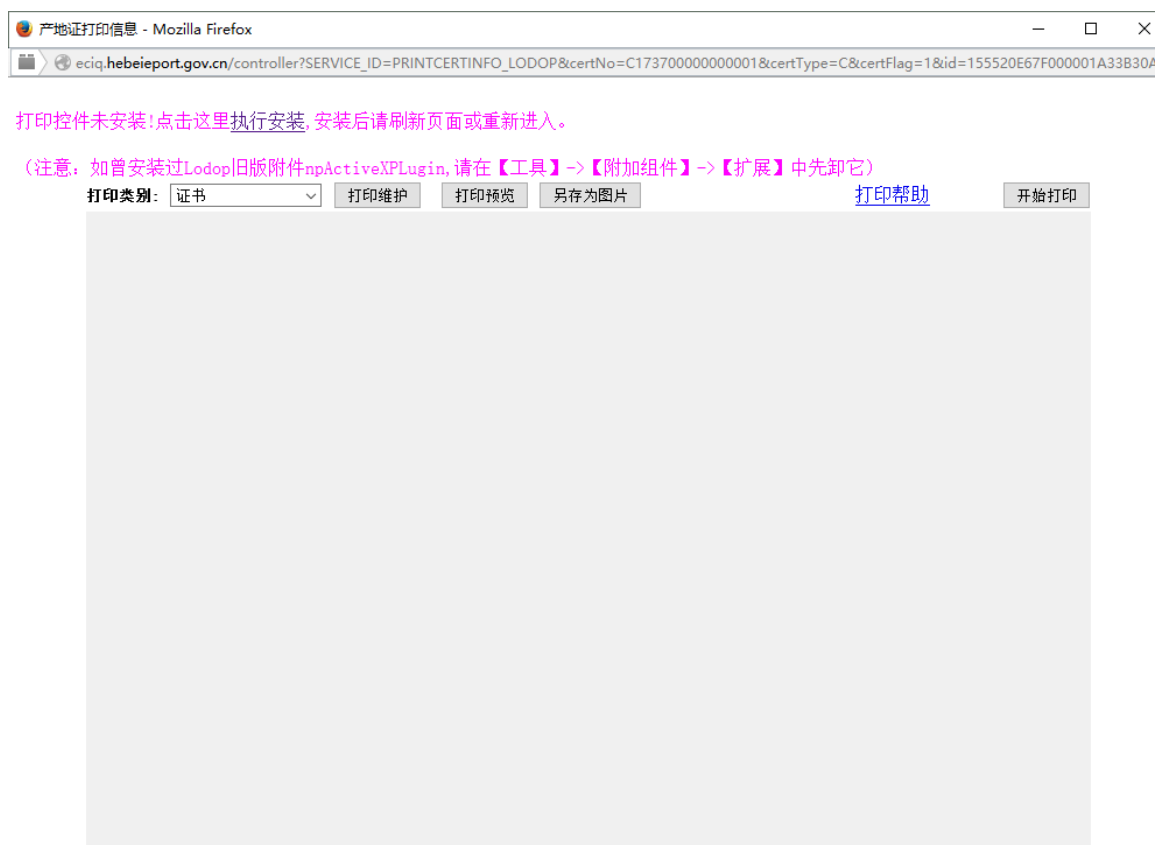 产地证打印信息 - Mozilla Firefox
eciq.hebeieport.gov.cn/controller?SERVICE_ID=PRINTCERTINFO_LODOP&certNo=C173700000000001&certType=C&certFlag=1&id=155520E67F000001A33B30A
打印控件未安装!点击这里执行安装,安装后请刷新页面或重新进入。
（注意：如曾安装过Lodop旧版附件npActiveXPLugin,请在【工具】->【附加组件】->【扩展】中先卸它）
打印类别: 证书 打印维护 打印预览 另存为图片 打印帮助 开始打印